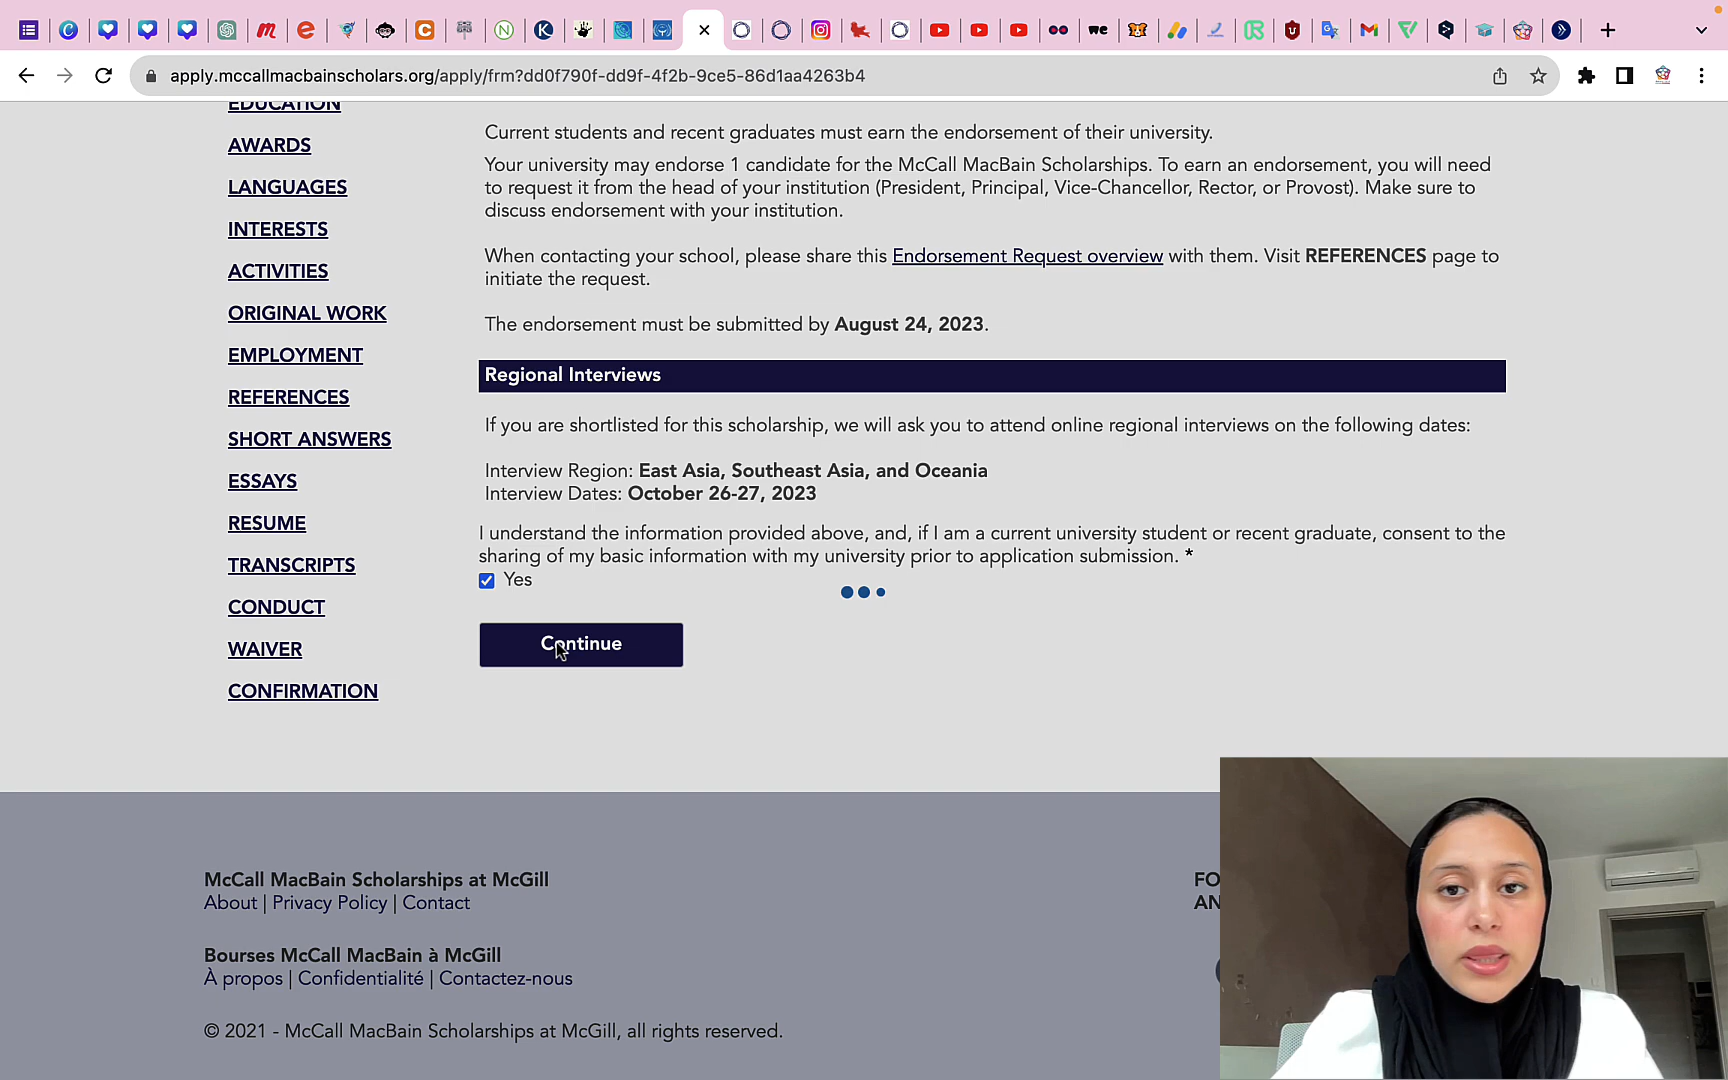 apply.mccallmacbainscholars.org/apply/frm?dd0f790f-dd9f-4f2b-9ce5-86d1aa4263b4
EDUCATION
AWARDS
LANGUAGES
INTERESTS
ACTIVITIES
ORIGINAL WORK
EMPLOYMENT
REFERENCES
SHORT ANSWERS
ESSAYS
RESUME
TRANSCRIPTS
CONDUCT
WAIVER
CONFIRMATION
Current students and recent graduates must earn the endorsement of their university.
Your university may endorse 1 candidate for the McCall MacBain Scholarships. To earn an endorsement, you will need
to request it from the head of your institution (President, Principal, Vice-Chancellor, Rector, or Provost). Make sure to
discuss endorsement with your institution.
When contacting your school, please share this Endorsement Request overview with them. Visit REFERENCES page to
initiate the request.
The endorsement must be submitted by August 24, 2023.
Regional Interviews
If you are shortlisted for this scholarship, we will ask you to attend online regional interviews on the following dates:
Interview Region: East Asia, Southeast Asia, and Oceania
Interview Dates: October 26-27, 2023
I understand the information provided above, and, if I am a current university student or recent graduate, consent to the
sharing of my basic information with my university prior to application submission. *
Yes
Continue
McCall MacBain Scholarships at McGill
About | Privacy Policy | Contact
Bourses McCall MacBain à McGill
À propos | Confidentialité | Contactez-nous
© 2021 - McCall MacBain Scholarships at McGill, all rights reserved.
FO
AN